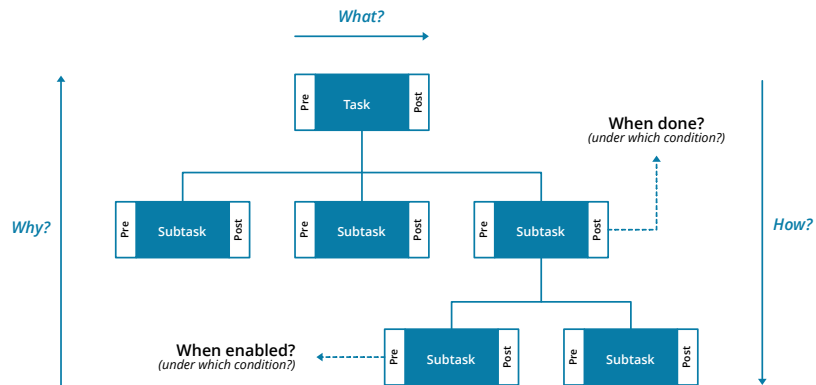 What?
Pre Task Post
When done?
(under which condition?)
Why?
Pre Subtask Post
Pre Subtask Post
Pre Subtask Post
How?
When enabled?
(under which condition?)
Pre Subtask Post
Pre Subtask Post